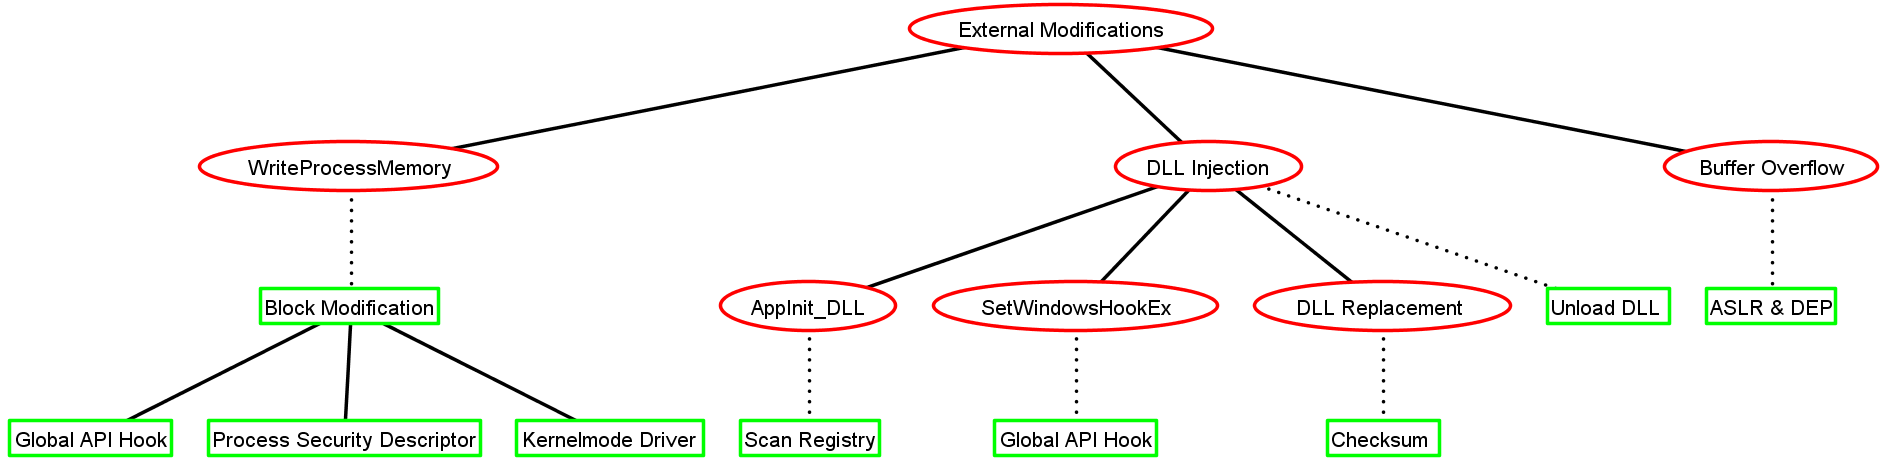 External Modifications
WriteProcessMemory
DLL Injection
Buffer Overflow
Block Modification
AppInit_DLL
SetWindowsHookEx
DLL Replacement
Unload DLL
ASLR & DEP
Global API Hook
Process Security Descriptor
Kernelmode Driver
Scan Registry
Global API Hook
Checksum